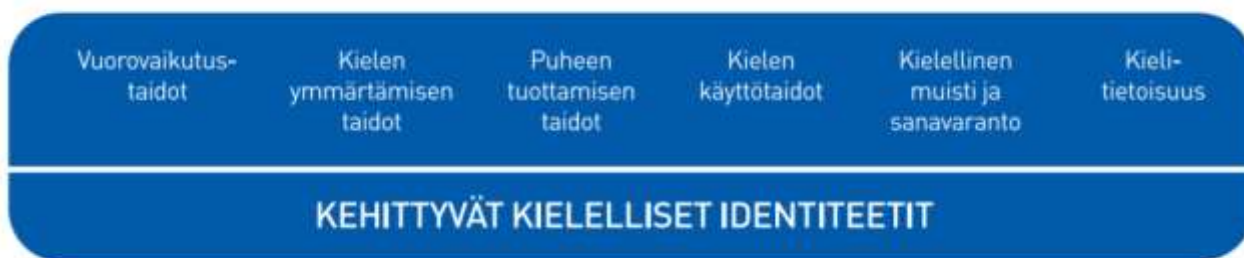 Vuorovaikutus-
taidot
Kielen
ymmärtämisen
taidot
Puheen
tuottamisen
taidot
Kielen
käyttötaidot
Kielellinen
muisti ja
sanavaranto
Kieli-
tietoisuus
KEHITTYVÄT KIELELLISET IDENTITEETIT